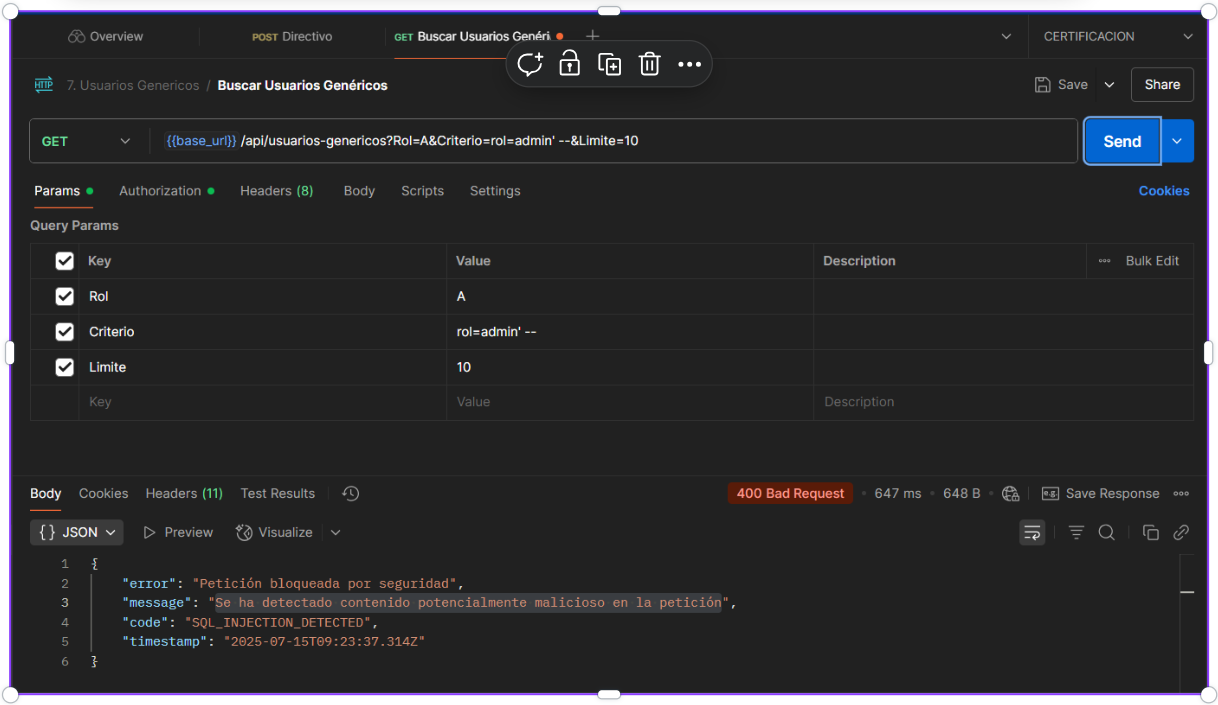 Overview
POST Directivo
GET Buscar Usuarios Genéri
CERTIFICACION
HTTP 7. Usuarios Genericos / Buscar Usuarios Genéricos
Save
Share
GET
{{base_url}} /api/usuarios-genericos?Rol=A&Criterio=rol=admin' --&Limite=10
Send
Params Authorization Headers (8) Body Scripts Settings
Cookies
Query Params
Key Value Description Bulk Edit
Rol A
Criterio rol=admin' --
Limite 10
Key Value Description
Body Cookies Headers (11) Test Results
400 Bad Request • 647 ms • 648 B • e.g. Save Response
{} JSON Preview Visualize
1 {
2 "error": "Petición bloqueada por seguridad",
3 "message": "Se ha detectado contenido potencialmente malicioso en la petición",
4 "code": "SQL_INJECTION_DETECTED",
5 "timestamp": "2025-07-15T09:23:37.314Z"
6 }